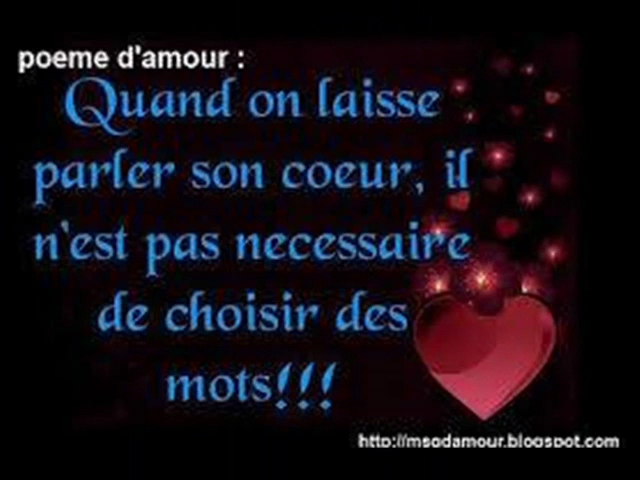 poeme d'amour :
Quand on laisse
parler son coeur, il
n'est pas necessaire
de choisir des
mots!!!
http://msgdamour.blogspot.com